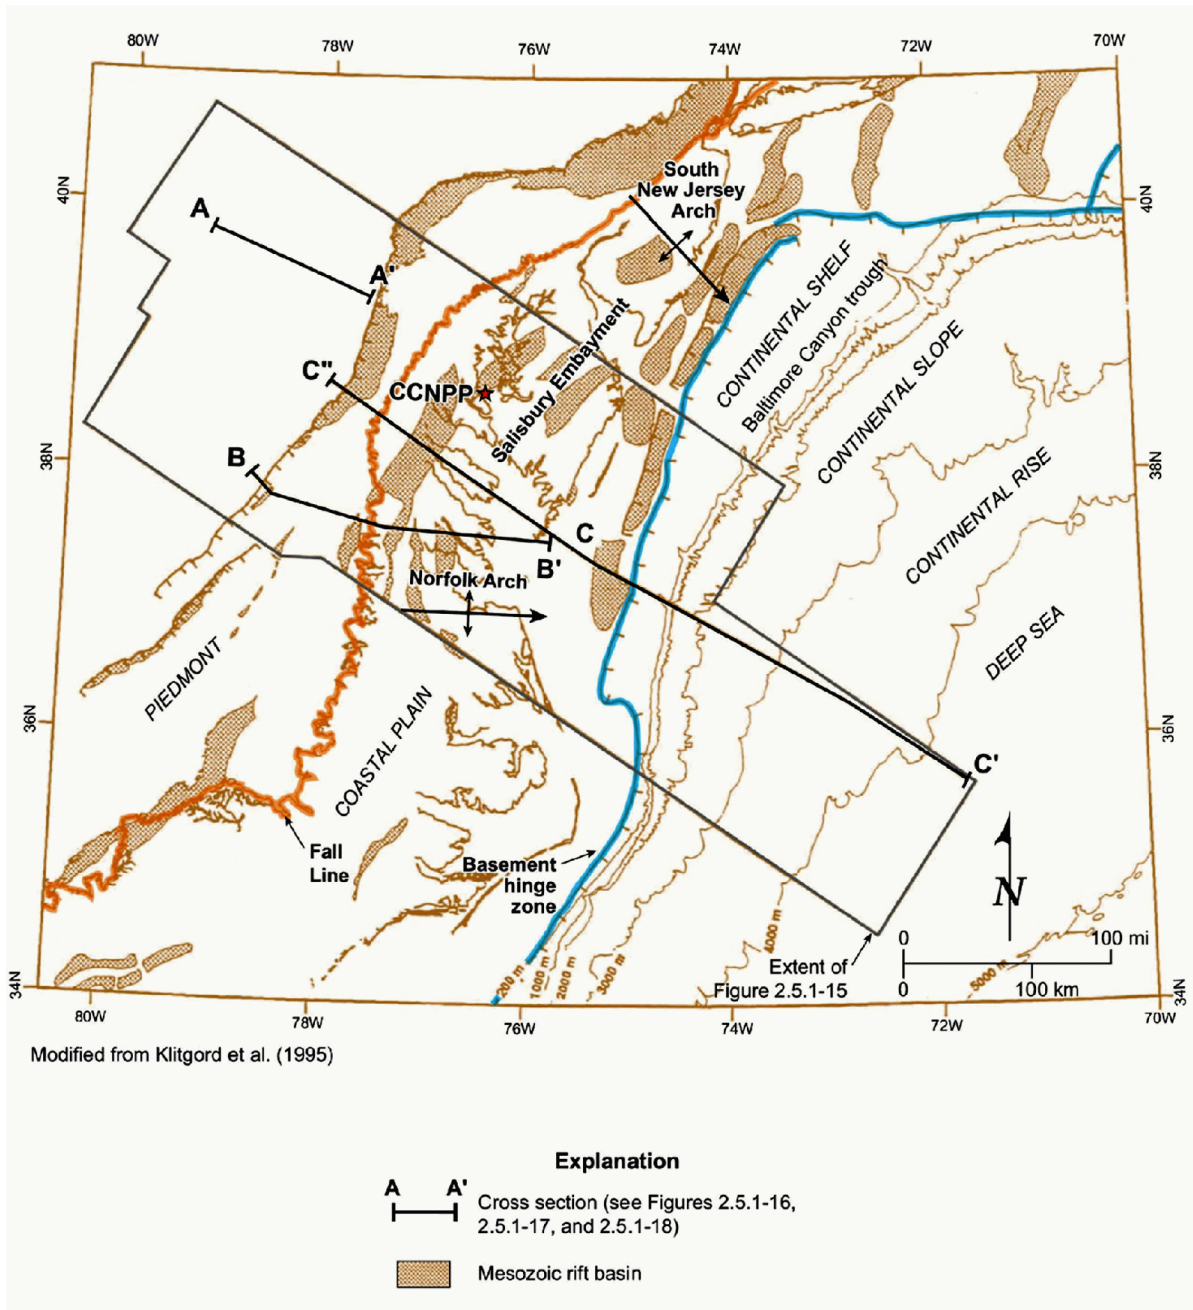 80W
78W
76W
74W
72W
70W
40N
40N
South
New Jersey
Arch
A
A'
CONTINENTAL SHELF
Baltimore Canyon trough
CONTINENTAL SLOPE
Salisbury Embayment
C"
CCNPP
38N
38N
B
C
B'
CONTINENTAL RISE
Norfolk Arch
DEEP SEA
PIEDMONT
COASTAL PLAIN
36N
36N
C'
Fall
Line
Basement
hinge
zone
N
0
100 mi
0
100 km
Extent of
Figure 2.5.1-15
200 m
1000 m
2000 m
3000 m
4000 m
5000 m
34N
34N
80W
78W
76W
74W
72W
70W
Modified from Klitgord et al. (1995)
Explanation
A
A'
Cross section (see Figures 2.5.1-16,
2.5.1-17, and 2.5.1-18)
Mesozoic rift basin